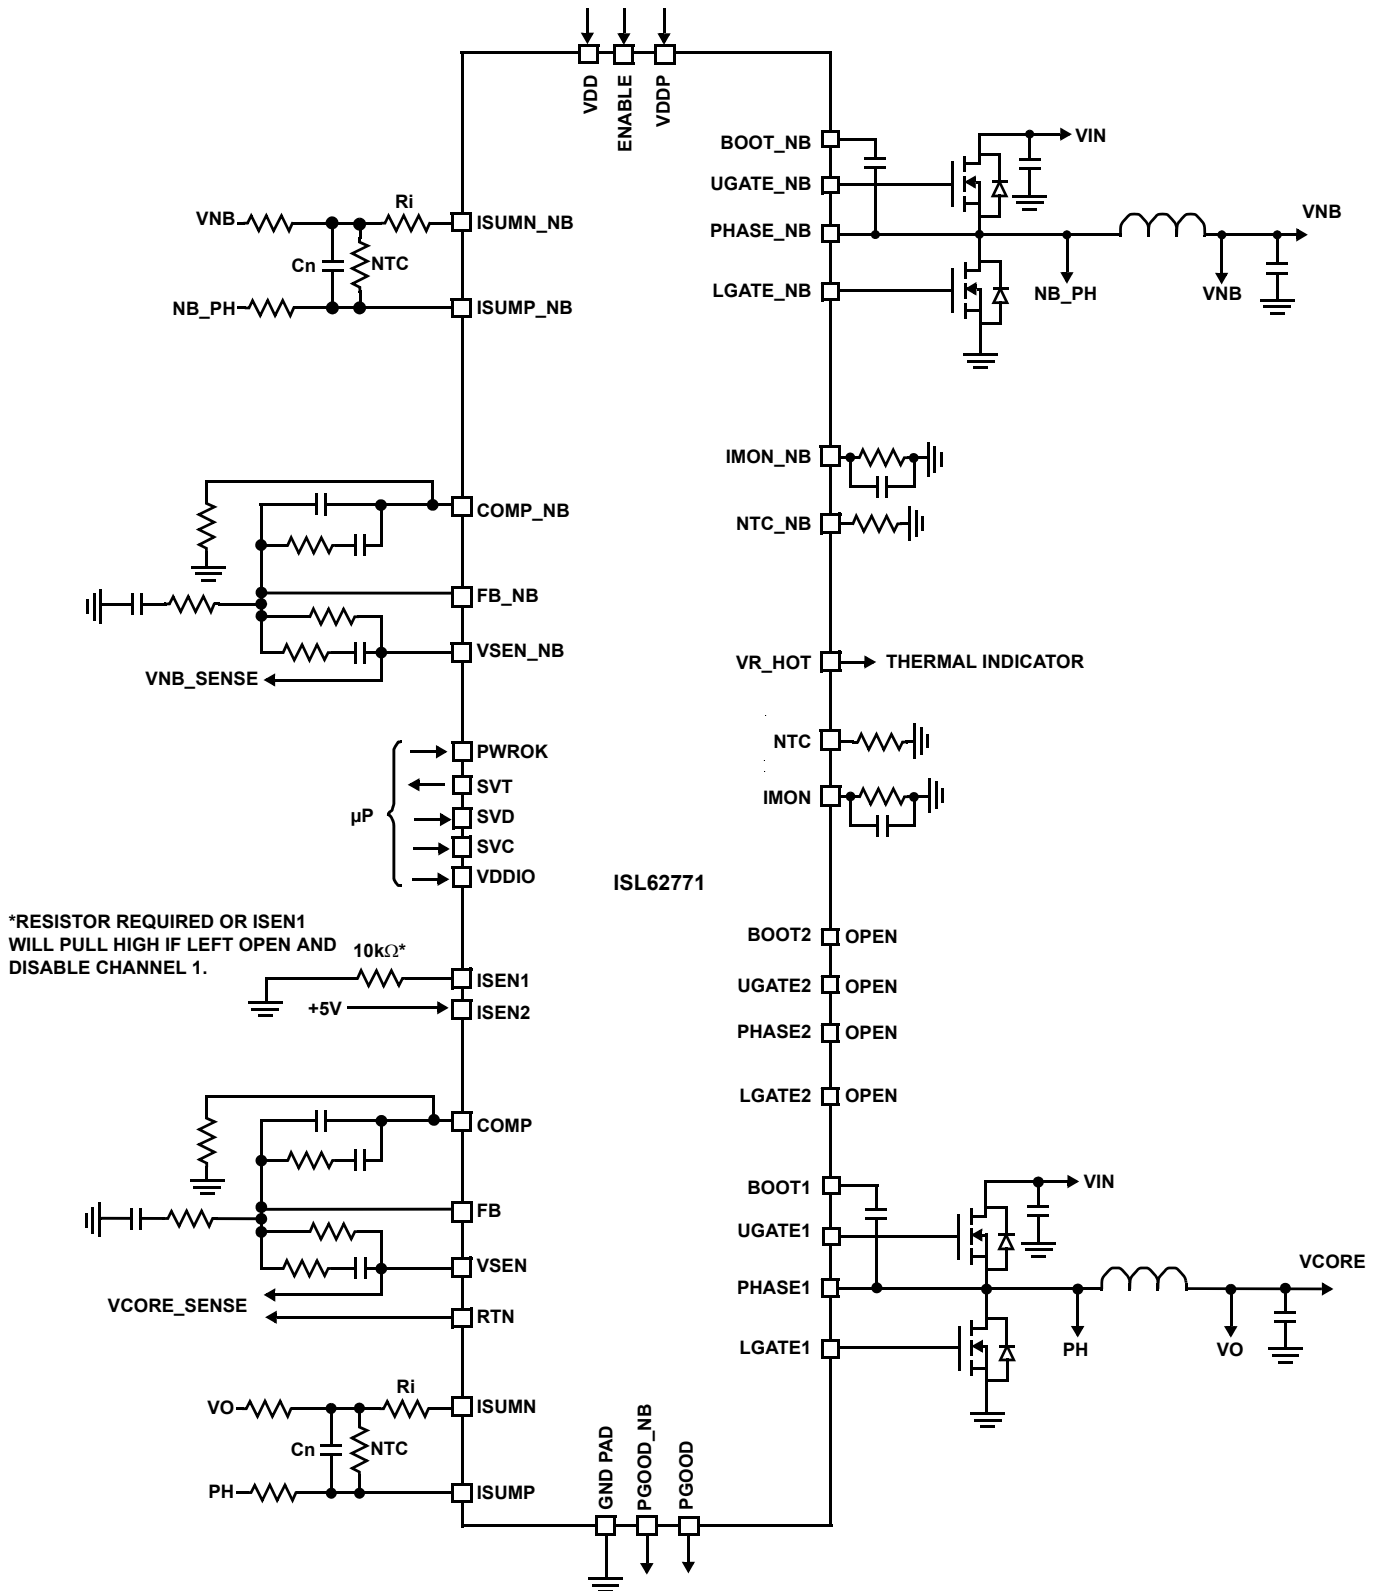 VDD
ENABLE
VDDP
BOOT_NB
VIN
UGATE_NB
Ri
VNB
ISUMN_NB
PHASE_NB
VNB
Cn
NTC
LGATE_NB
NB_PH
VNB
NB_PH
ISUMP_NB
IMON_NB
COMP_NB
NTC_NB
FB_NB
VSEN_NB
VR_HOT
THERMAL INDICATOR
VNB_SENSE
PWROK
NTC
SVT
IMON
µP
SVD
SVC
VDDIO
ISL62771
*RESISTOR REQUIRED OR ISEN1
WILL PULL HIGH IF LEFT OPEN AND
DISABLE CHANNEL 1.
10kΩ*
BOOT2
OPEN
ISEN1
UGATE2
OPEN
+5V
ISEN2
PHASE2
OPEN
LGATE2
OPEN
COMP
BOOT1
VIN
FB
UGATE1
VSEN
VCORE
PHASE1
VCORE_SENSE
RTN
LGATE1
PH
VO
Ri
VO
ISUMN
Cn
NTC
PH
ISUMP
GND PAD
PGOOD_NB
PGOOD